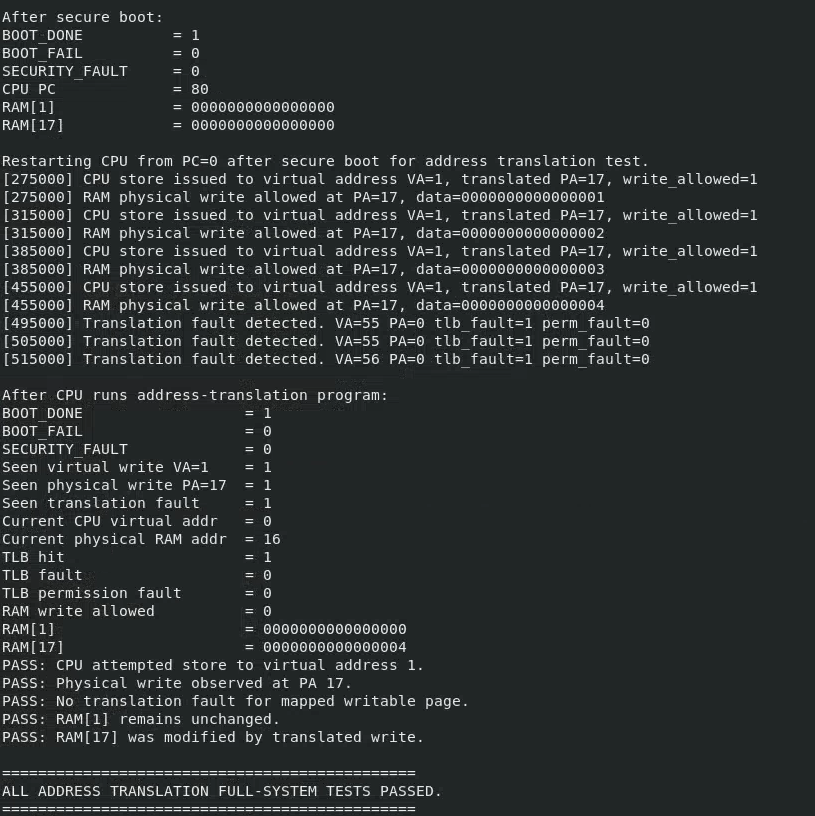 After secure boot:
BOOT_DONE          = 1
BOOT_FAIL          = 0
SECURITY_FAULT     = 0
CPU PC             = 80
RAM[1]             = 0000000000000000
RAM[17]            = 0000000000000000

Restarting CPU from PC=0 after secure boot for address translation test.
[275000] CPU store issued to virtual address VA=1, translated PA=17, write_allowed=1
[275000] RAM physical write allowed at PA=17, data=0000000000000001
[315000] CPU store issued to virtual address VA=1, translated PA=17, write_allowed=1
[315000] RAM physical write allowed at PA=17, data=0000000000000002
[385000] CPU store issued to virtual address VA=1, translated PA=17, write_allowed=1
[385000] RAM physical write allowed at PA=17, data=0000000000000003
[455000] CPU store issued to virtual address VA=1, translated PA=17, write_allowed=1
[455000] RAM physical write allowed at PA=17, data=0000000000000004
[495000] Translation fault detected. VA=55 PA=0 tlb_fault=1 perm_fault=0
[505000] Translation fault detected. VA=55 PA=0 tlb_fault=1 perm_fault=0
[515000] Translation fault detected. VA=56 PA=0 tlb_fault=1 perm_fault=0

After CPU runs address-translation program:
BOOT_DONE                  = 1
BOOT_FAIL                  = 0
SECURITY_FAULT             = 0
Seen virtual write VA=1    = 1
Seen physical write PA=17  = 1
Seen translation fault     = 1
Current CPU virtual addr   = 0
Current physical RAM addr  = 16
TLB hit                    = 1
TLB fault                  = 0
TLB permission fault       = 0
RAM write allowed          = 0
RAM[1]                     = 0000000000000000
RAM[17]                    = 0000000000000004
PASS: CPU attempted store to virtual address 1.
PASS: Physical write observed at PA 17.
PASS: No translation fault for mapped writable page.
PASS: RAM[1] remains unchanged.
PASS: RAM[17] was modified by translated write.

==============================================
ALL ADDRESS TRANSLATION FULL-SYSTEM TESTS PASSED.
==============================================